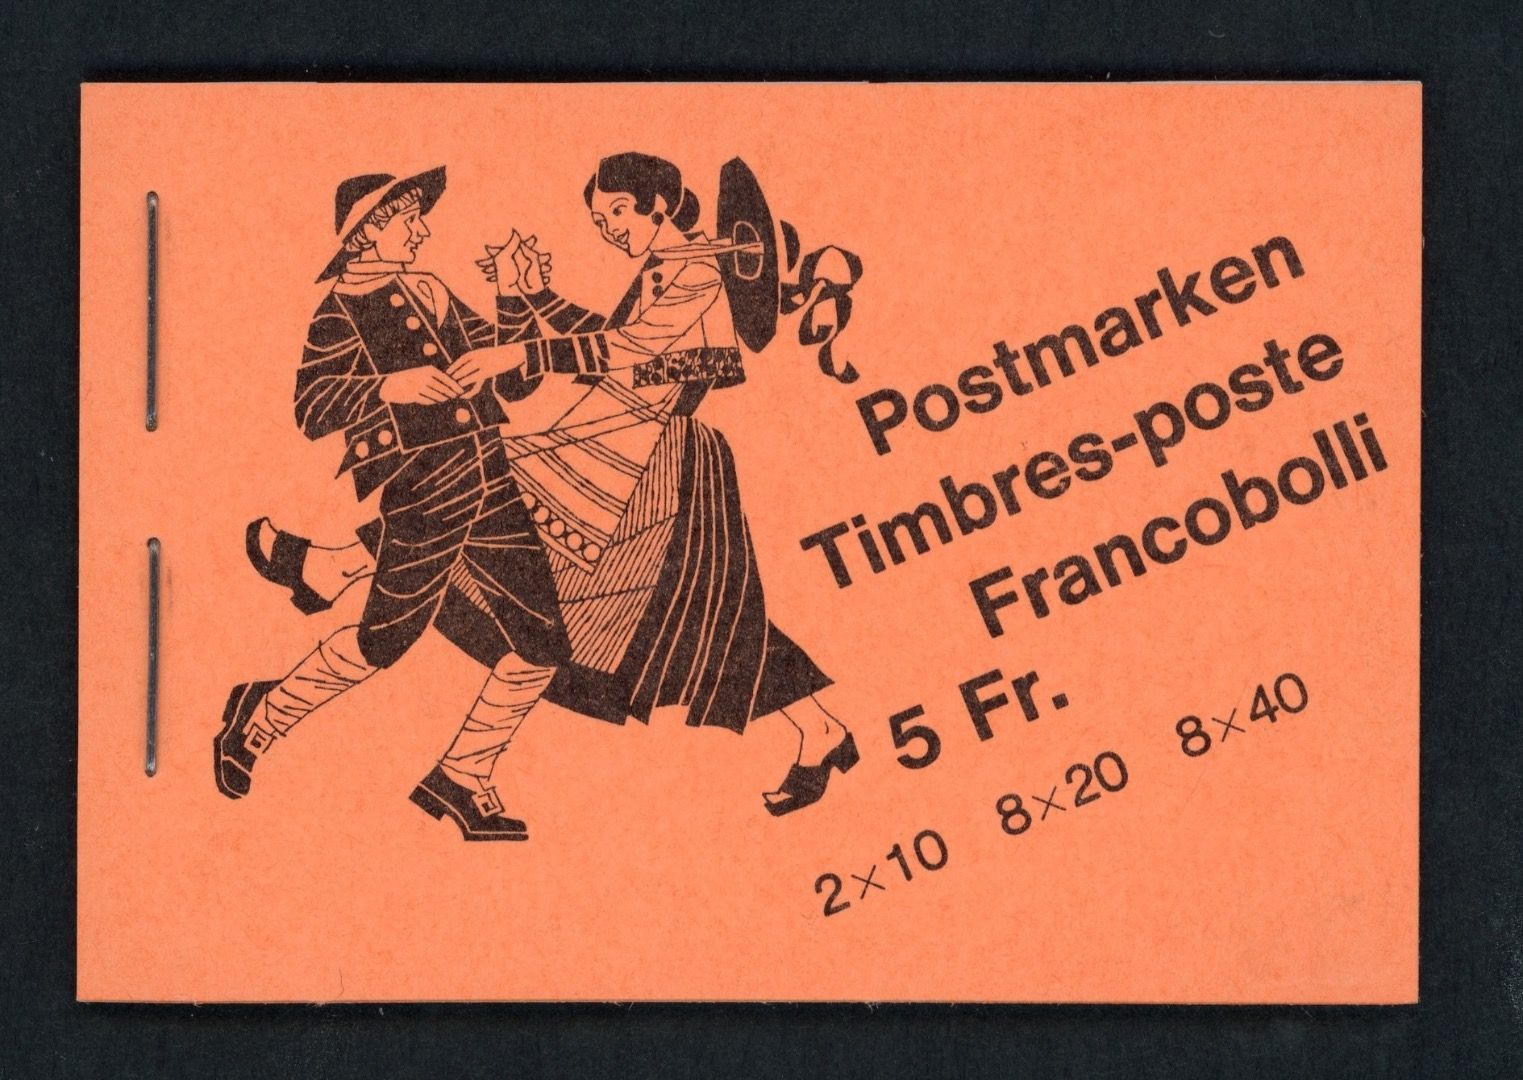 Postmarken
Timbres-poste
Francobolli
5 Fr.
2×10 8×20 8×40